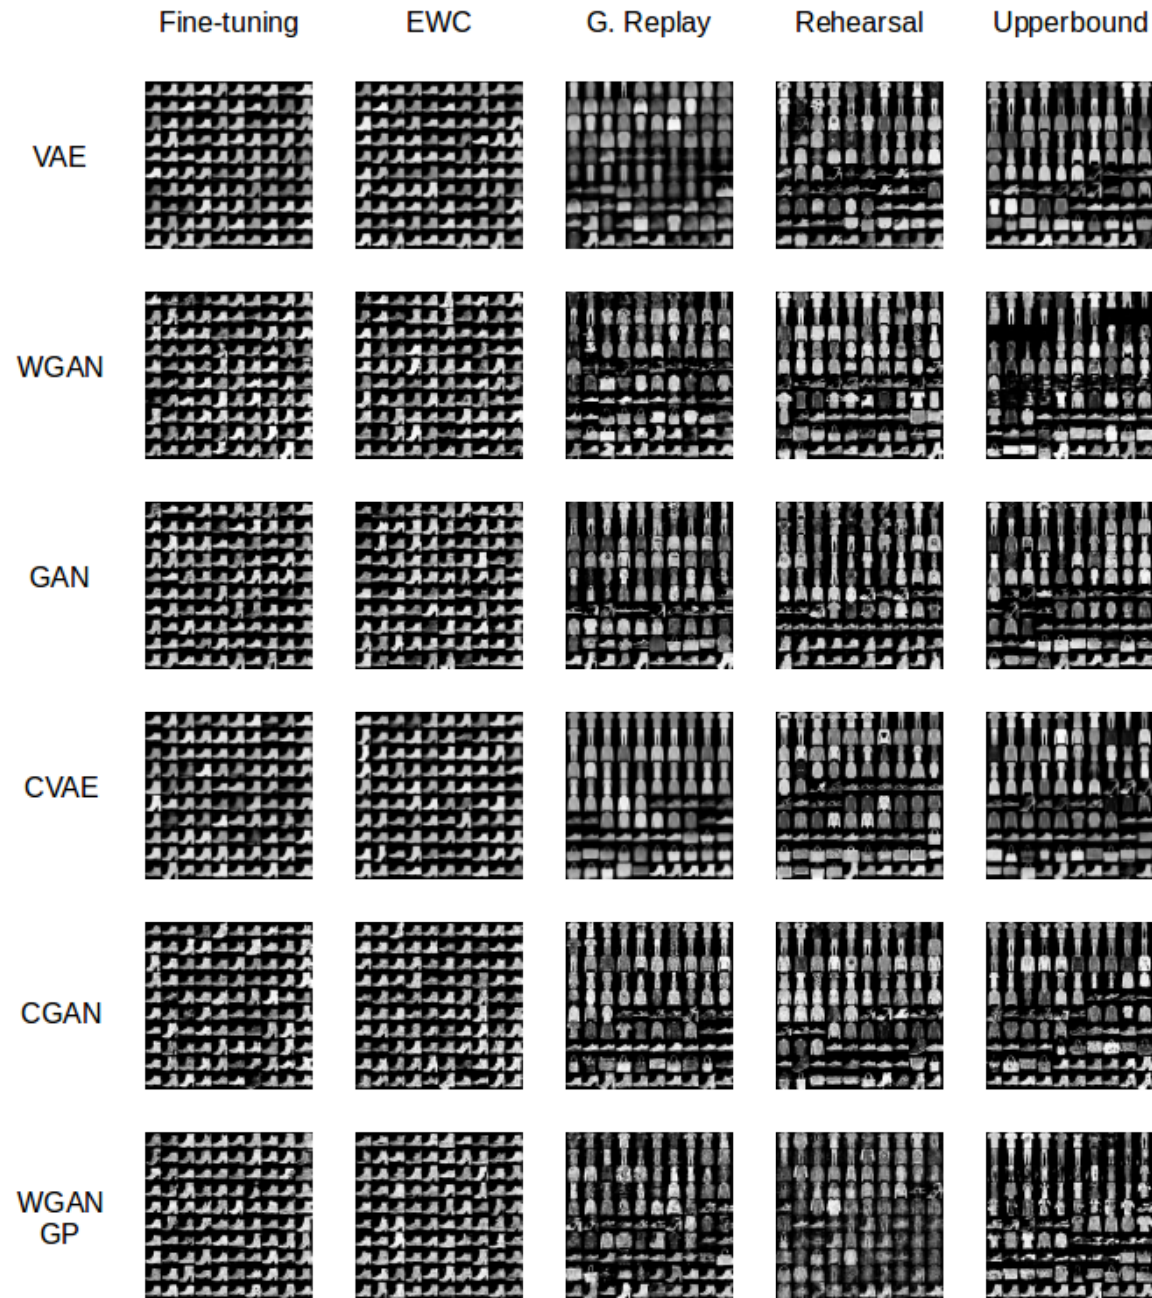 Fine-tuning EWC G. Replay Rehearsal Upperbound
VAE
WGAN
GAN
CVAE
CGAN
WGAN
GP